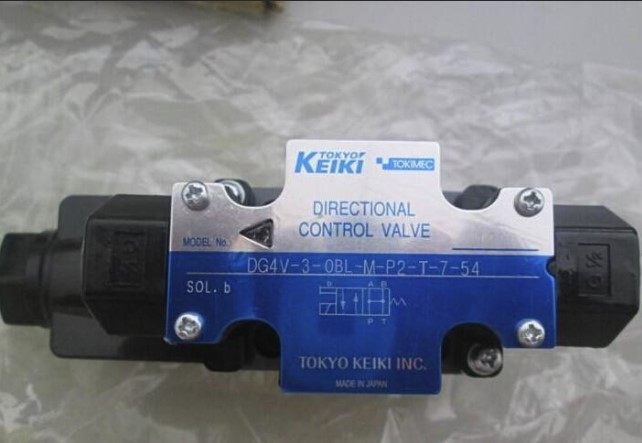 TOKYO
KEIKI TOKIMEC
DIRECTIONAL
CONTROL VALVE
MODEL No.
DG4V-3-0BL-M-P2-T-7-54
SOL. b
b A B
P T
TOKYO KEIKI INC.
MADE IN JAPAN